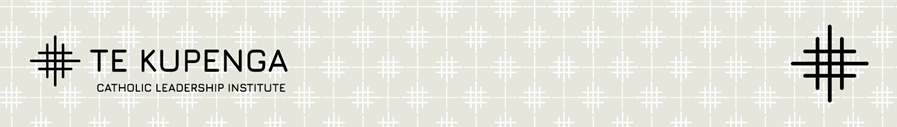 TE KUPENGA
CATHOLIC LEADERSHIP INSTITUTE